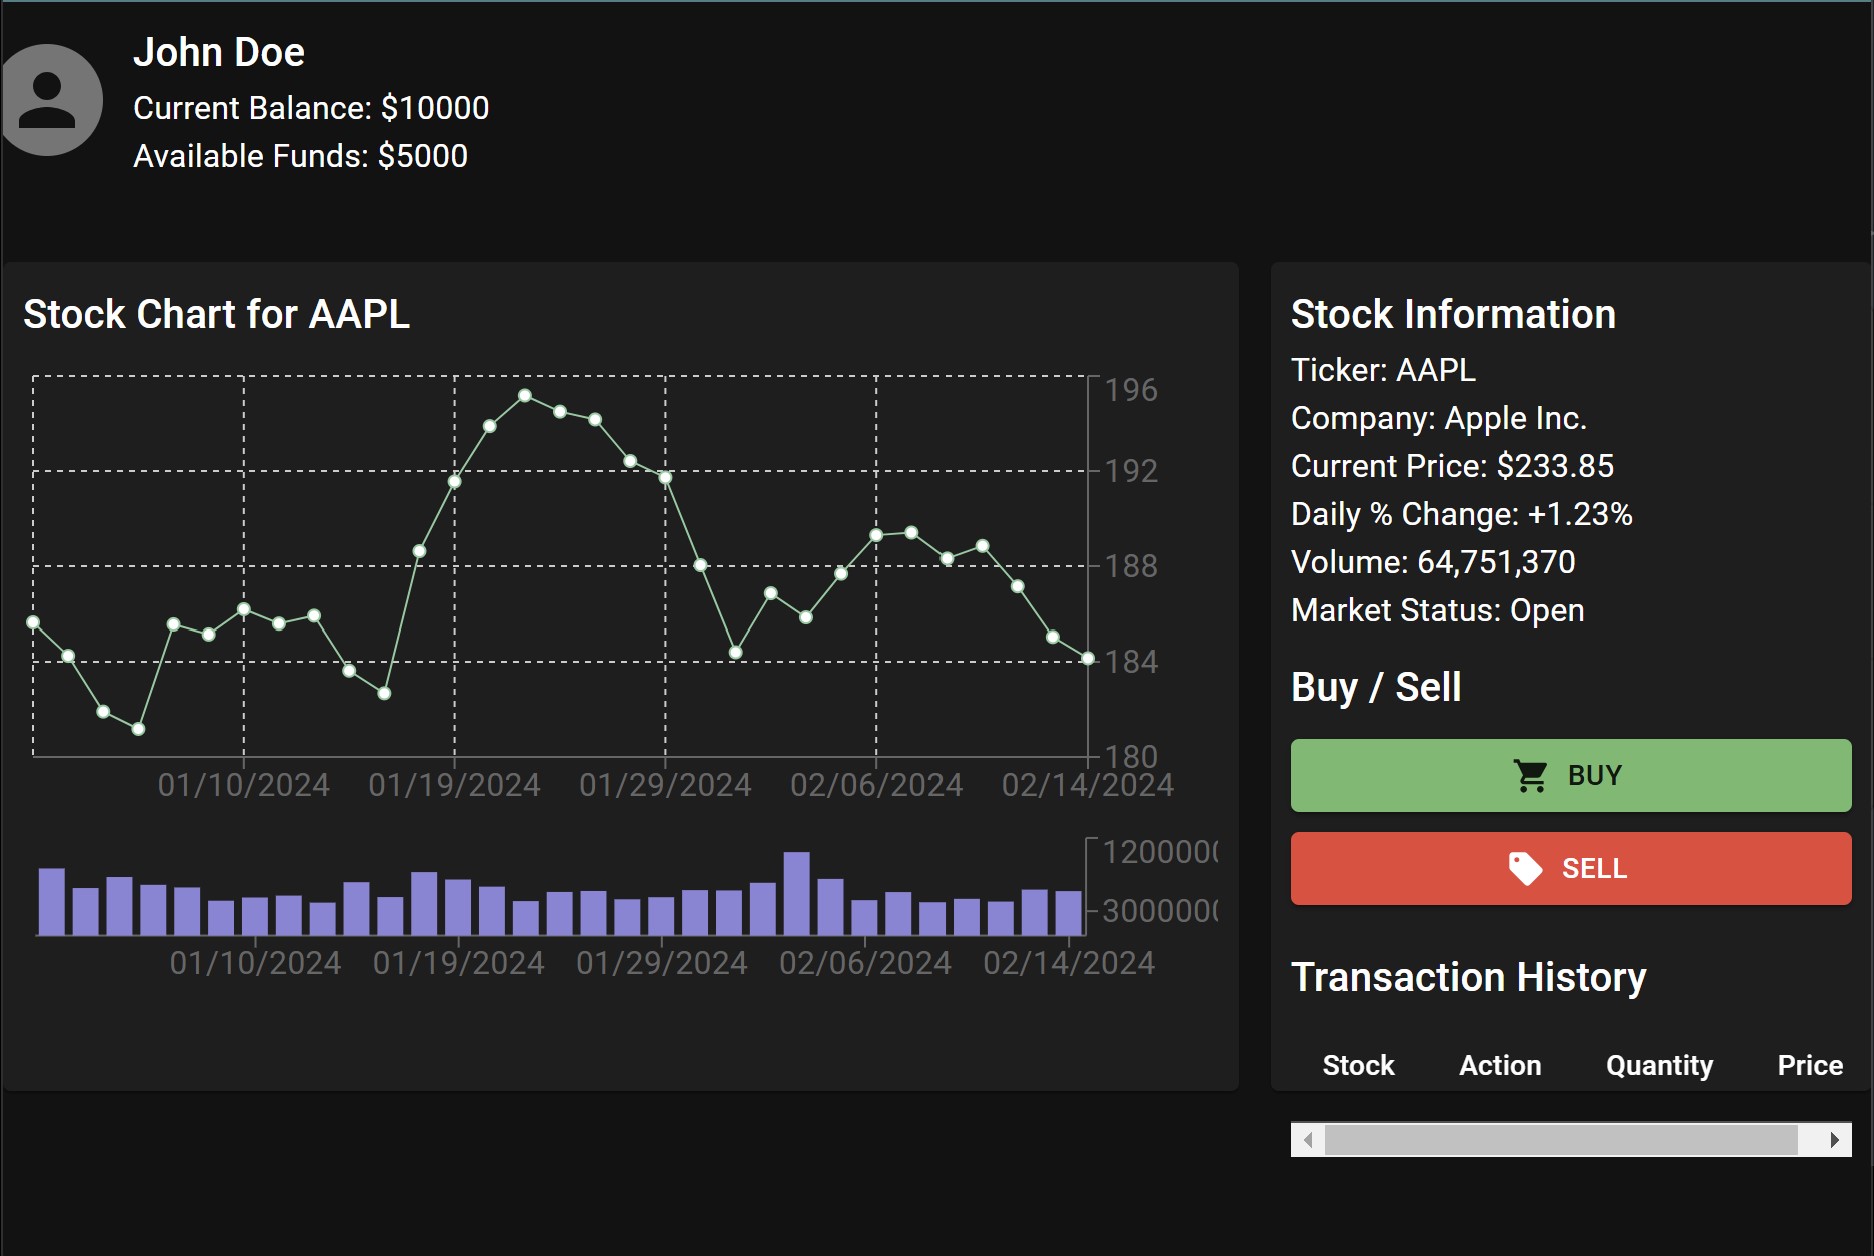 John Doe
Current Balance: $10000
Available Funds: $5000
Stock Chart for AAPL
196
192
188
184
180
01/10/2024 01/19/2024 01/29/2024 02/06/2024 02/14/2024
1200000
3000000
01/10/2024 01/19/2024 01/29/2024 02/06/2024 02/14/2024
Stock Information
Ticker: AAPL
Company: Apple Inc.
Current Price: $233.85
Daily % Change: +1.23%
Volume: 64,751,370
Market Status: Open
Buy / Sell
BUY
SELL
Transaction History
Stock Action Quantity Price